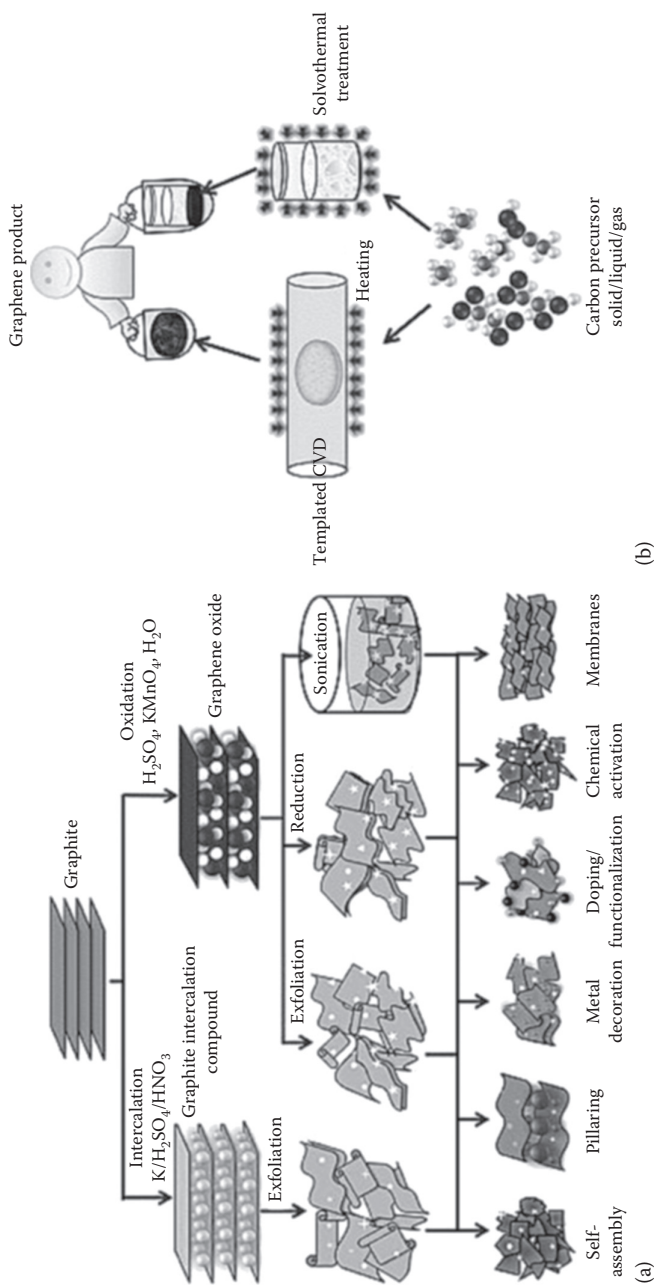 Graphite
Intercalation
K/H₂SO₄/HNO₃
Oxidation
H₂SO₄, KMnO₄, H₂O
Graphite intercalation
compound
Graphene oxide
Exfoliation
Exfoliation
Reduction
Sonication
Self-
assembly
Pillaring
Metal
decoration
Doping/
functionalization
Chemical
activation
Membranes
(a)
Graphene product
Templated CVD
Heating
Solvothermal
treatment
Carbon precursor
solid/liquid/gas
(b)